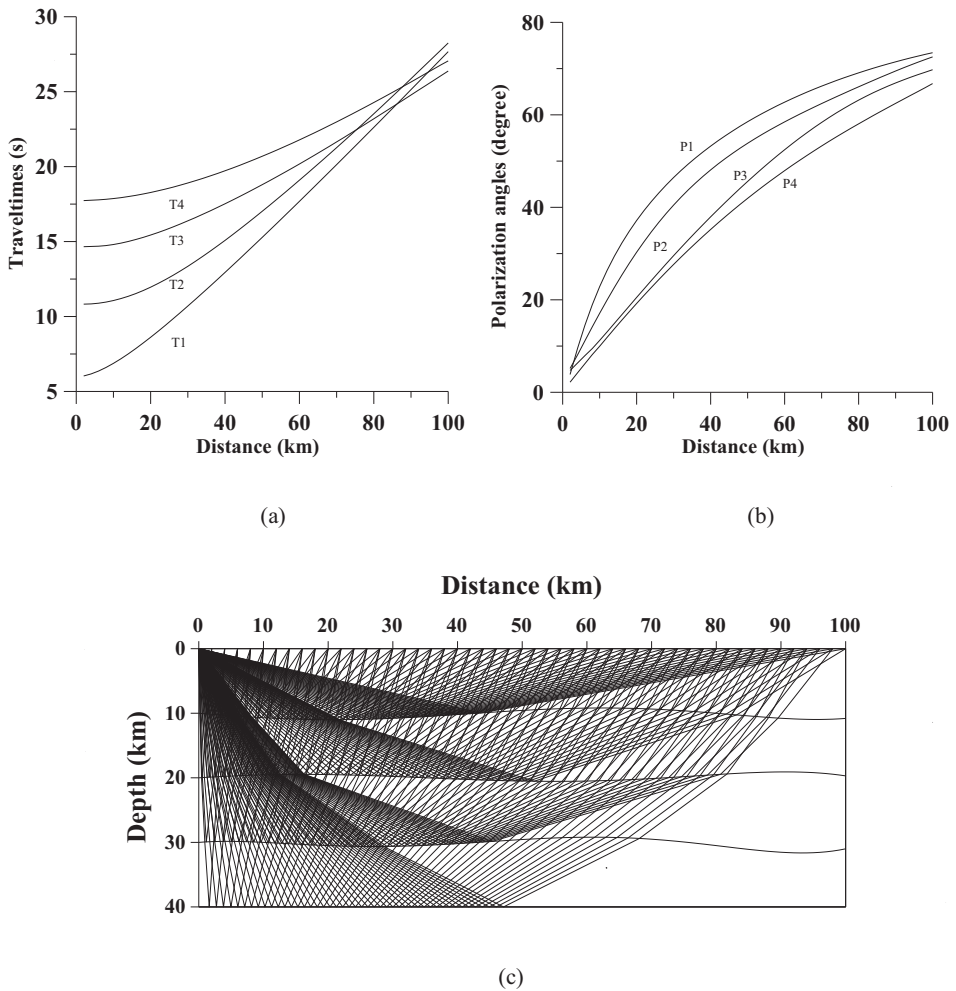 30
25
20
15
10
5
Traveltimes (s)
T4
T3
T2
T1
0 20 40 60 80 100
Distance (km)
(a)
80
60
40
20
0
Polarization angles (degree)
P1
P3
P4
P2
0 20 40 60 80 100
Distance (km)
(b)
Distance (km)
0 10 20 30 40 50 60 70 80 90 100
0
10
20
30
40
Depth (km)
(c)